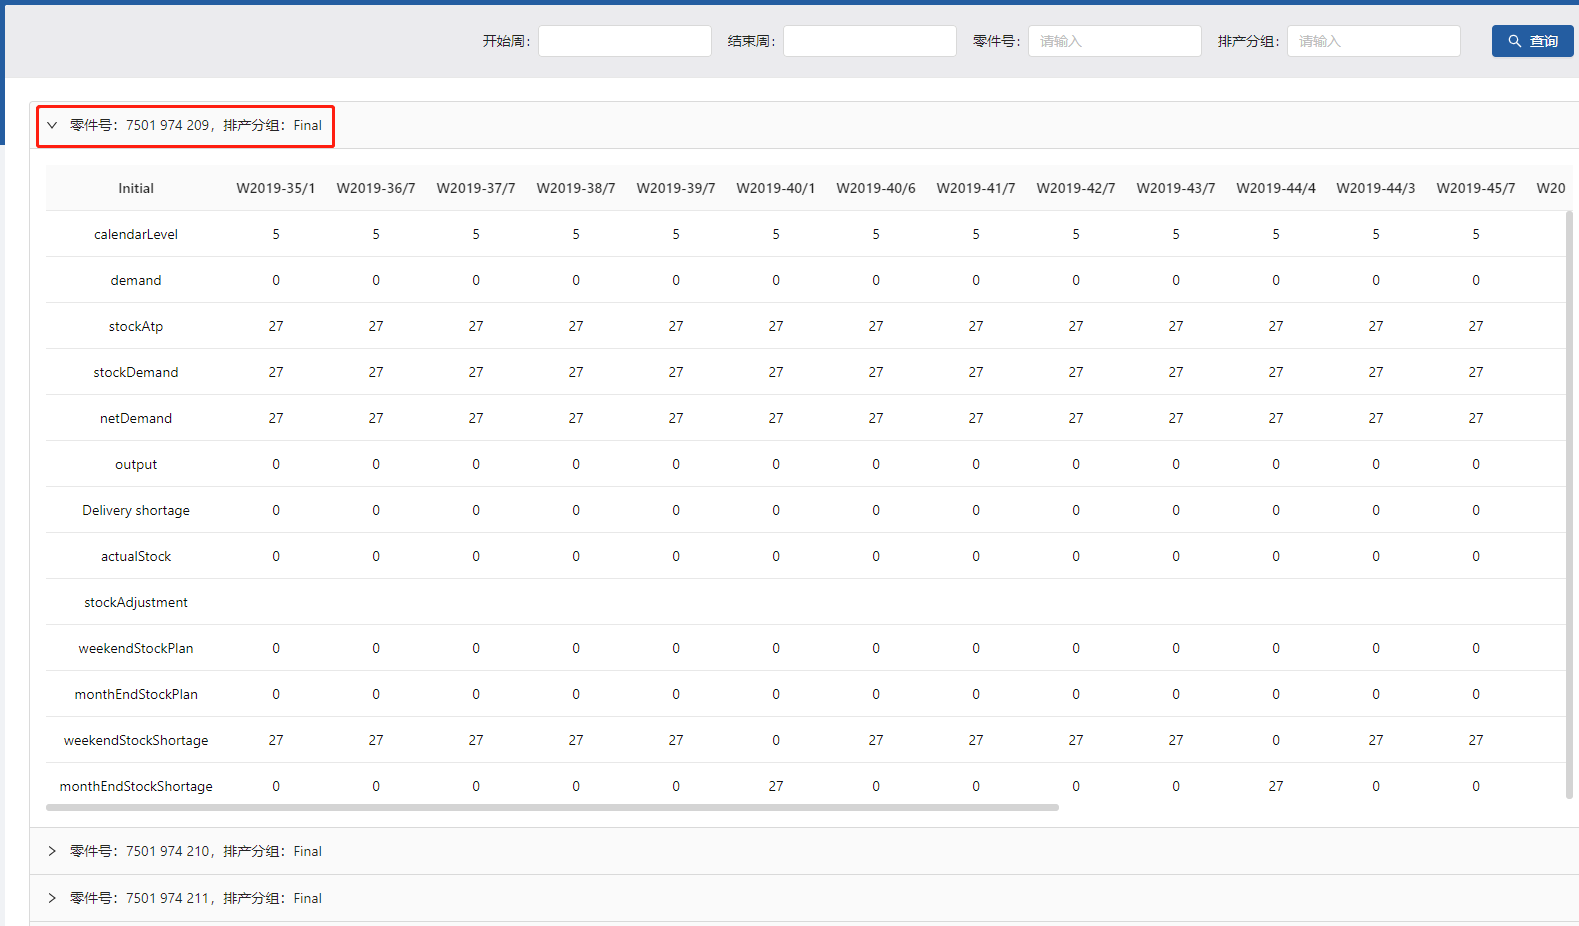 开始周： 结束周： 零件号： 请输入 排产分组： 请输入 查询
零件号：7501 974 209，排产分组：Final
Initial W2019-35/1 W2019-36/7 W2019-37/7 W2019-38/7 W2019-39/7 W2019-40/1 W2019-40/6 W2019-41/7 W2019-42/7 W2019-43/7 W2019-44/4 W2019-44/3 W2019-45/7 W20
calendarLevel 5 5 5 5 5 5 5 5 5 5 5 5 5
demand 0 0 0 0 0 0 0 0 0 0 0 0 0
stockAtp 27 27 27 27 27 27 27 27 27 27 27 27 27
stockDemand 27 27 27 27 27 27 27 27 27 27 27 27 27
netDemand 27 27 27 27 27 27 27 27 27 27 27 27 27
output 0 0 0 0 0 0 0 0 0 0 0 0 0
Delivery shortage 0 0 0 0 0 0 0 0 0 0 0 0 0
actualStock 0 0 0 0 0 0 0 0 0 0 0 0 0
stockAdjustment
weekendStockPlan 0 0 0 0 0 0 0 0 0 0 0 0 0
monthEndStockPlan 0 0 0 0 0 0 0 0 0 0 0 0 0
weekendStockShortage 27 27 27 27 27 0 27 27 27 27 0 27 27
monthEndStockShortage 0 0 0 0 0 27 0 0 0 0 27 0 0
零件号：7501 974 210，排产分组：Final
零件号：7501 974 211，排产分组：Final